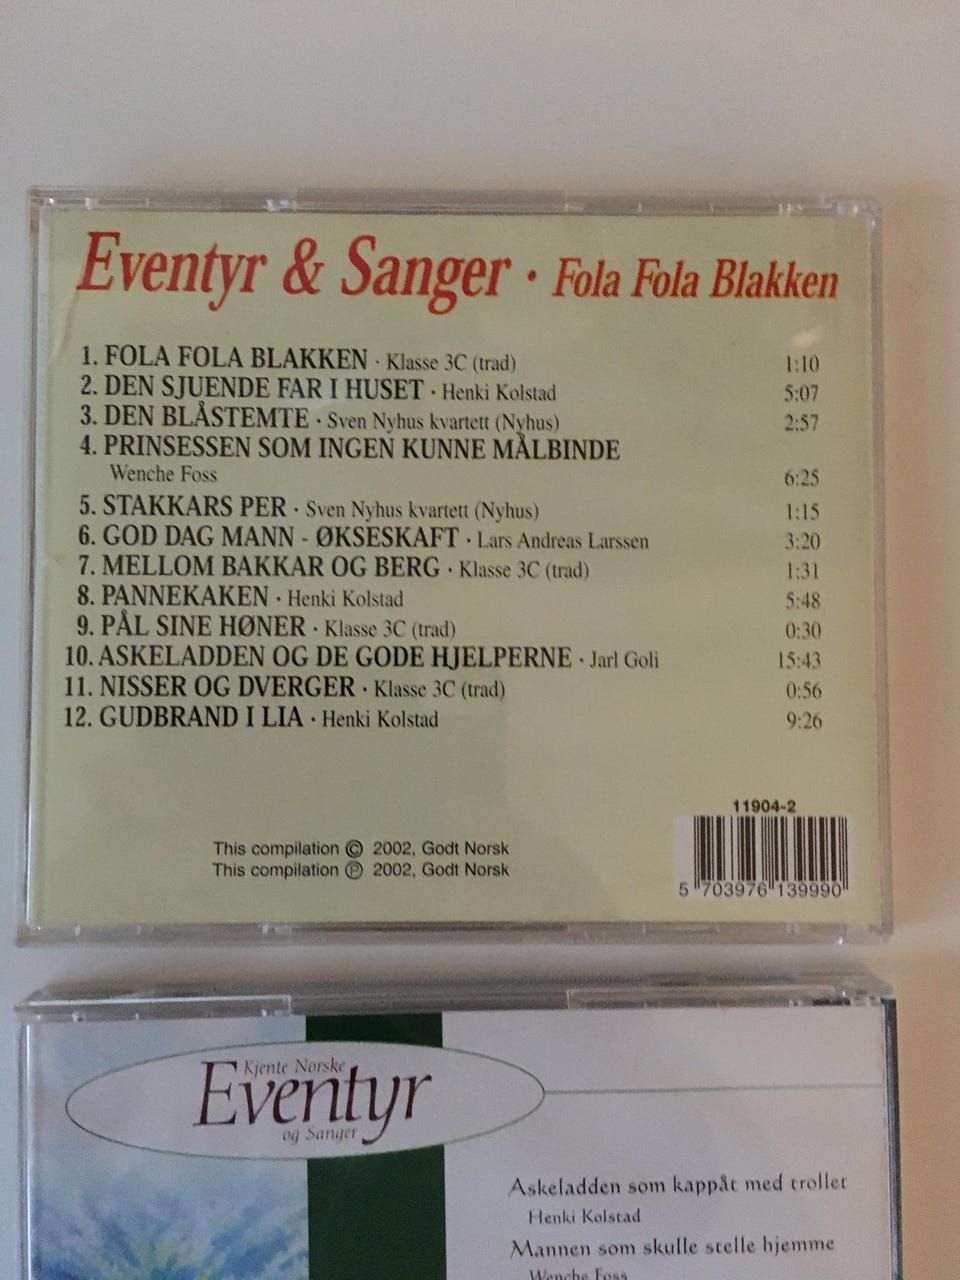 Eventyr & Sanger · Fola Fola Blakken
1. FOLA FOLA BLAKKEN · Klasse 3C (trad) 1:10
2. DEN SJUENDE FAR I HUSET · Henki Kolstad 5:07
3. DEN BLÅSTEMTE · Sven Nyhus kvartett (Nyhus) 2:57
4. PRINSESSEN SOM INGEN KUNNE MÅLBINDE
Wenche Foss 6:25
5. STAKKARS PER · Sven Nyhus kvartett (Nyhus) 1:15
6. GOD DAG MANN - ØKSESKAFT · Lars Andreas Larssen 3:20
7. MELLOM BAKKAR OG BERG · Klasse 3C (trad) 1:31
8. PANNEKAKEN · Henki Kolstad 5:48
9. PÅL SINE HØNER · Klasse 3C (trad) 0:30
10. ASKELADDEN OG DE GODE HJELPERNE · Jarl Goli 15:43
11. NISSER OG DVERGER · Klasse 3C (trad) 0:56
12. GUDBRAND I LIA · Henki Kolstad 9:26
11904-2
This compilation © 2002, Godt Norsk
This compilation ℗ 2002, Godt Norsk
5 703976 139990
Kjente Norske
Eventyr
og Sanger
Askeladden som kappåt med trollet
Henki Kolstad
Mannen som skulle stelle hjemme
Wenche Foss